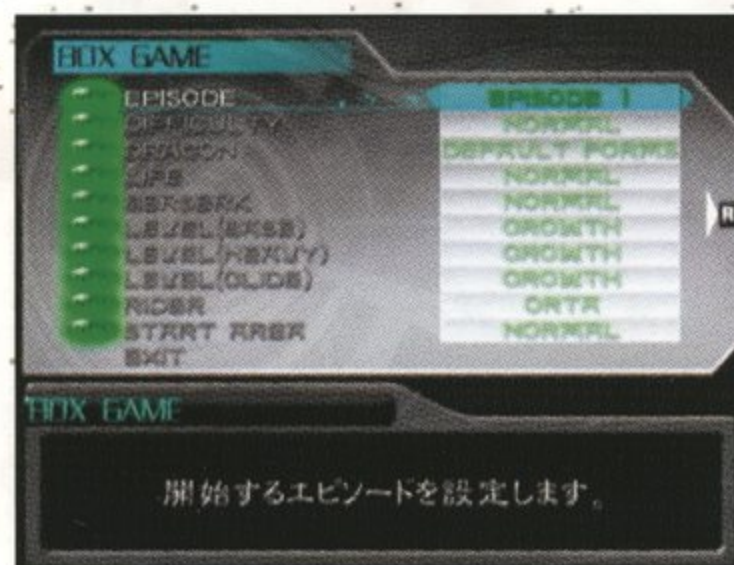 BOX GAME
EPISODE EPISODE 1
DIFFICULTY NORMAL
DRAGON DEFAULT FORMS
LIFE NORMAL
BERSERK NORMAL
LEVEL(BASE) GROWTH
LEVEL(HEAVY) GROWTH
LEVEL(GLIDE) GROWTH
RIDER ORTA
START AREA NORMAL
EXIT
R
BOX GAME
開始するエピソードを設定します。